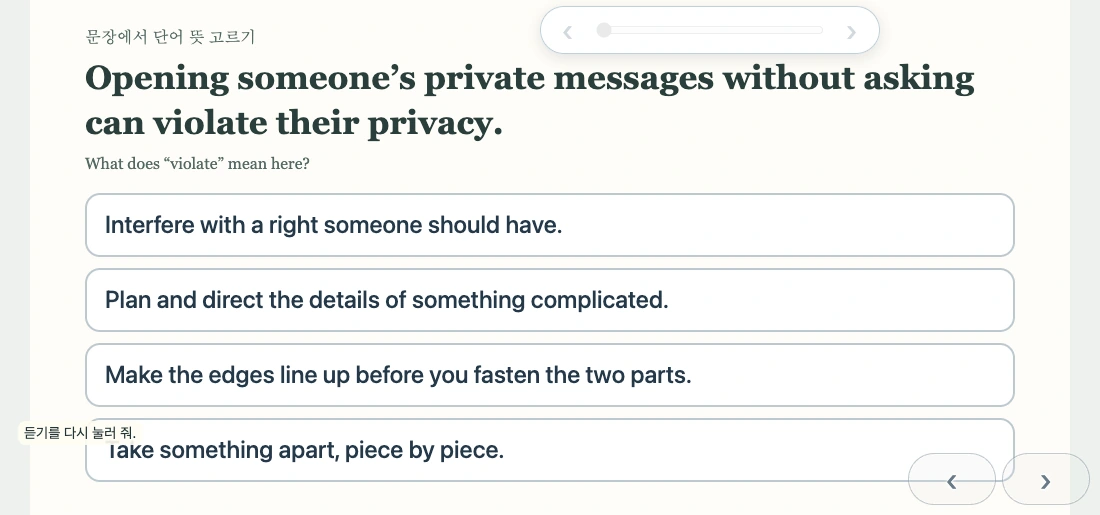 문장에서 단어 뜻 고르기
Opening someone’s private messages without asking
can violate their privacy.
What does “violate” mean here?
Interfere with a right someone should have.
Plan and direct the details of something complicated.
Make the edges line up before you fasten the two parts.
듣기를 다시 눌러 줘.
Take something apart, piece by piece.